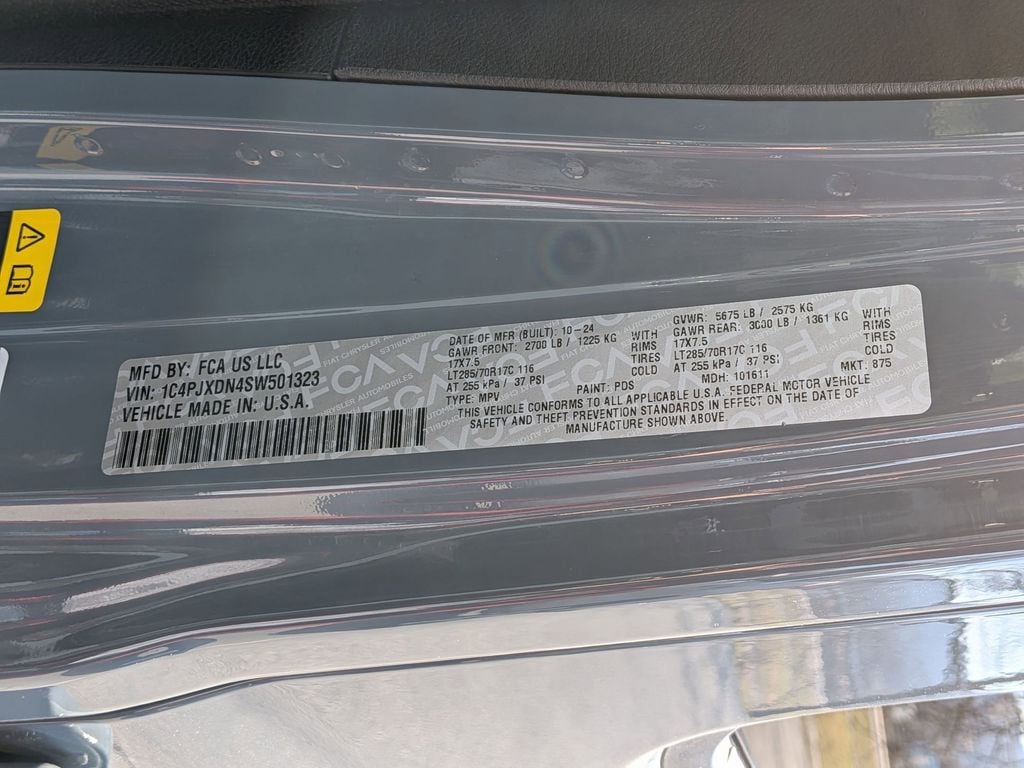 MFD BY: FCA US LLC
VIN: 1C4PJXDN4SW501323
VEHICLE MADE IN: U.S.A.
DATE OF MFR (BUILT): 10-24
GAWR FRONT: 2700 LB / 1225 KG WITH
17X7.5 RIMS
LT285/70R17C 116 TIRES
AT 255 kPa / 37 PSI COLD
TYPE: MPV PAINT: PDS
GVWR: 5675 LB / 2575 KG
GAWR REAR: 3000 LB / 1361 KG WITH
17X7.5 RIMS
LT285/70R17C 116 TIRES
AT 255 kPa / 37 PSI COLD
MDH: 101611 MKT: 875
THIS VEHICLE CONFORMS TO ALL APPLICABLE U.S.A. FEDERAL MOTOR VEHICLE
SAFETY AND THEFT PREVENTION STANDARDS IN EFFECT ON THE DATE OF
MANUFACTURE SHOWN ABOVE.